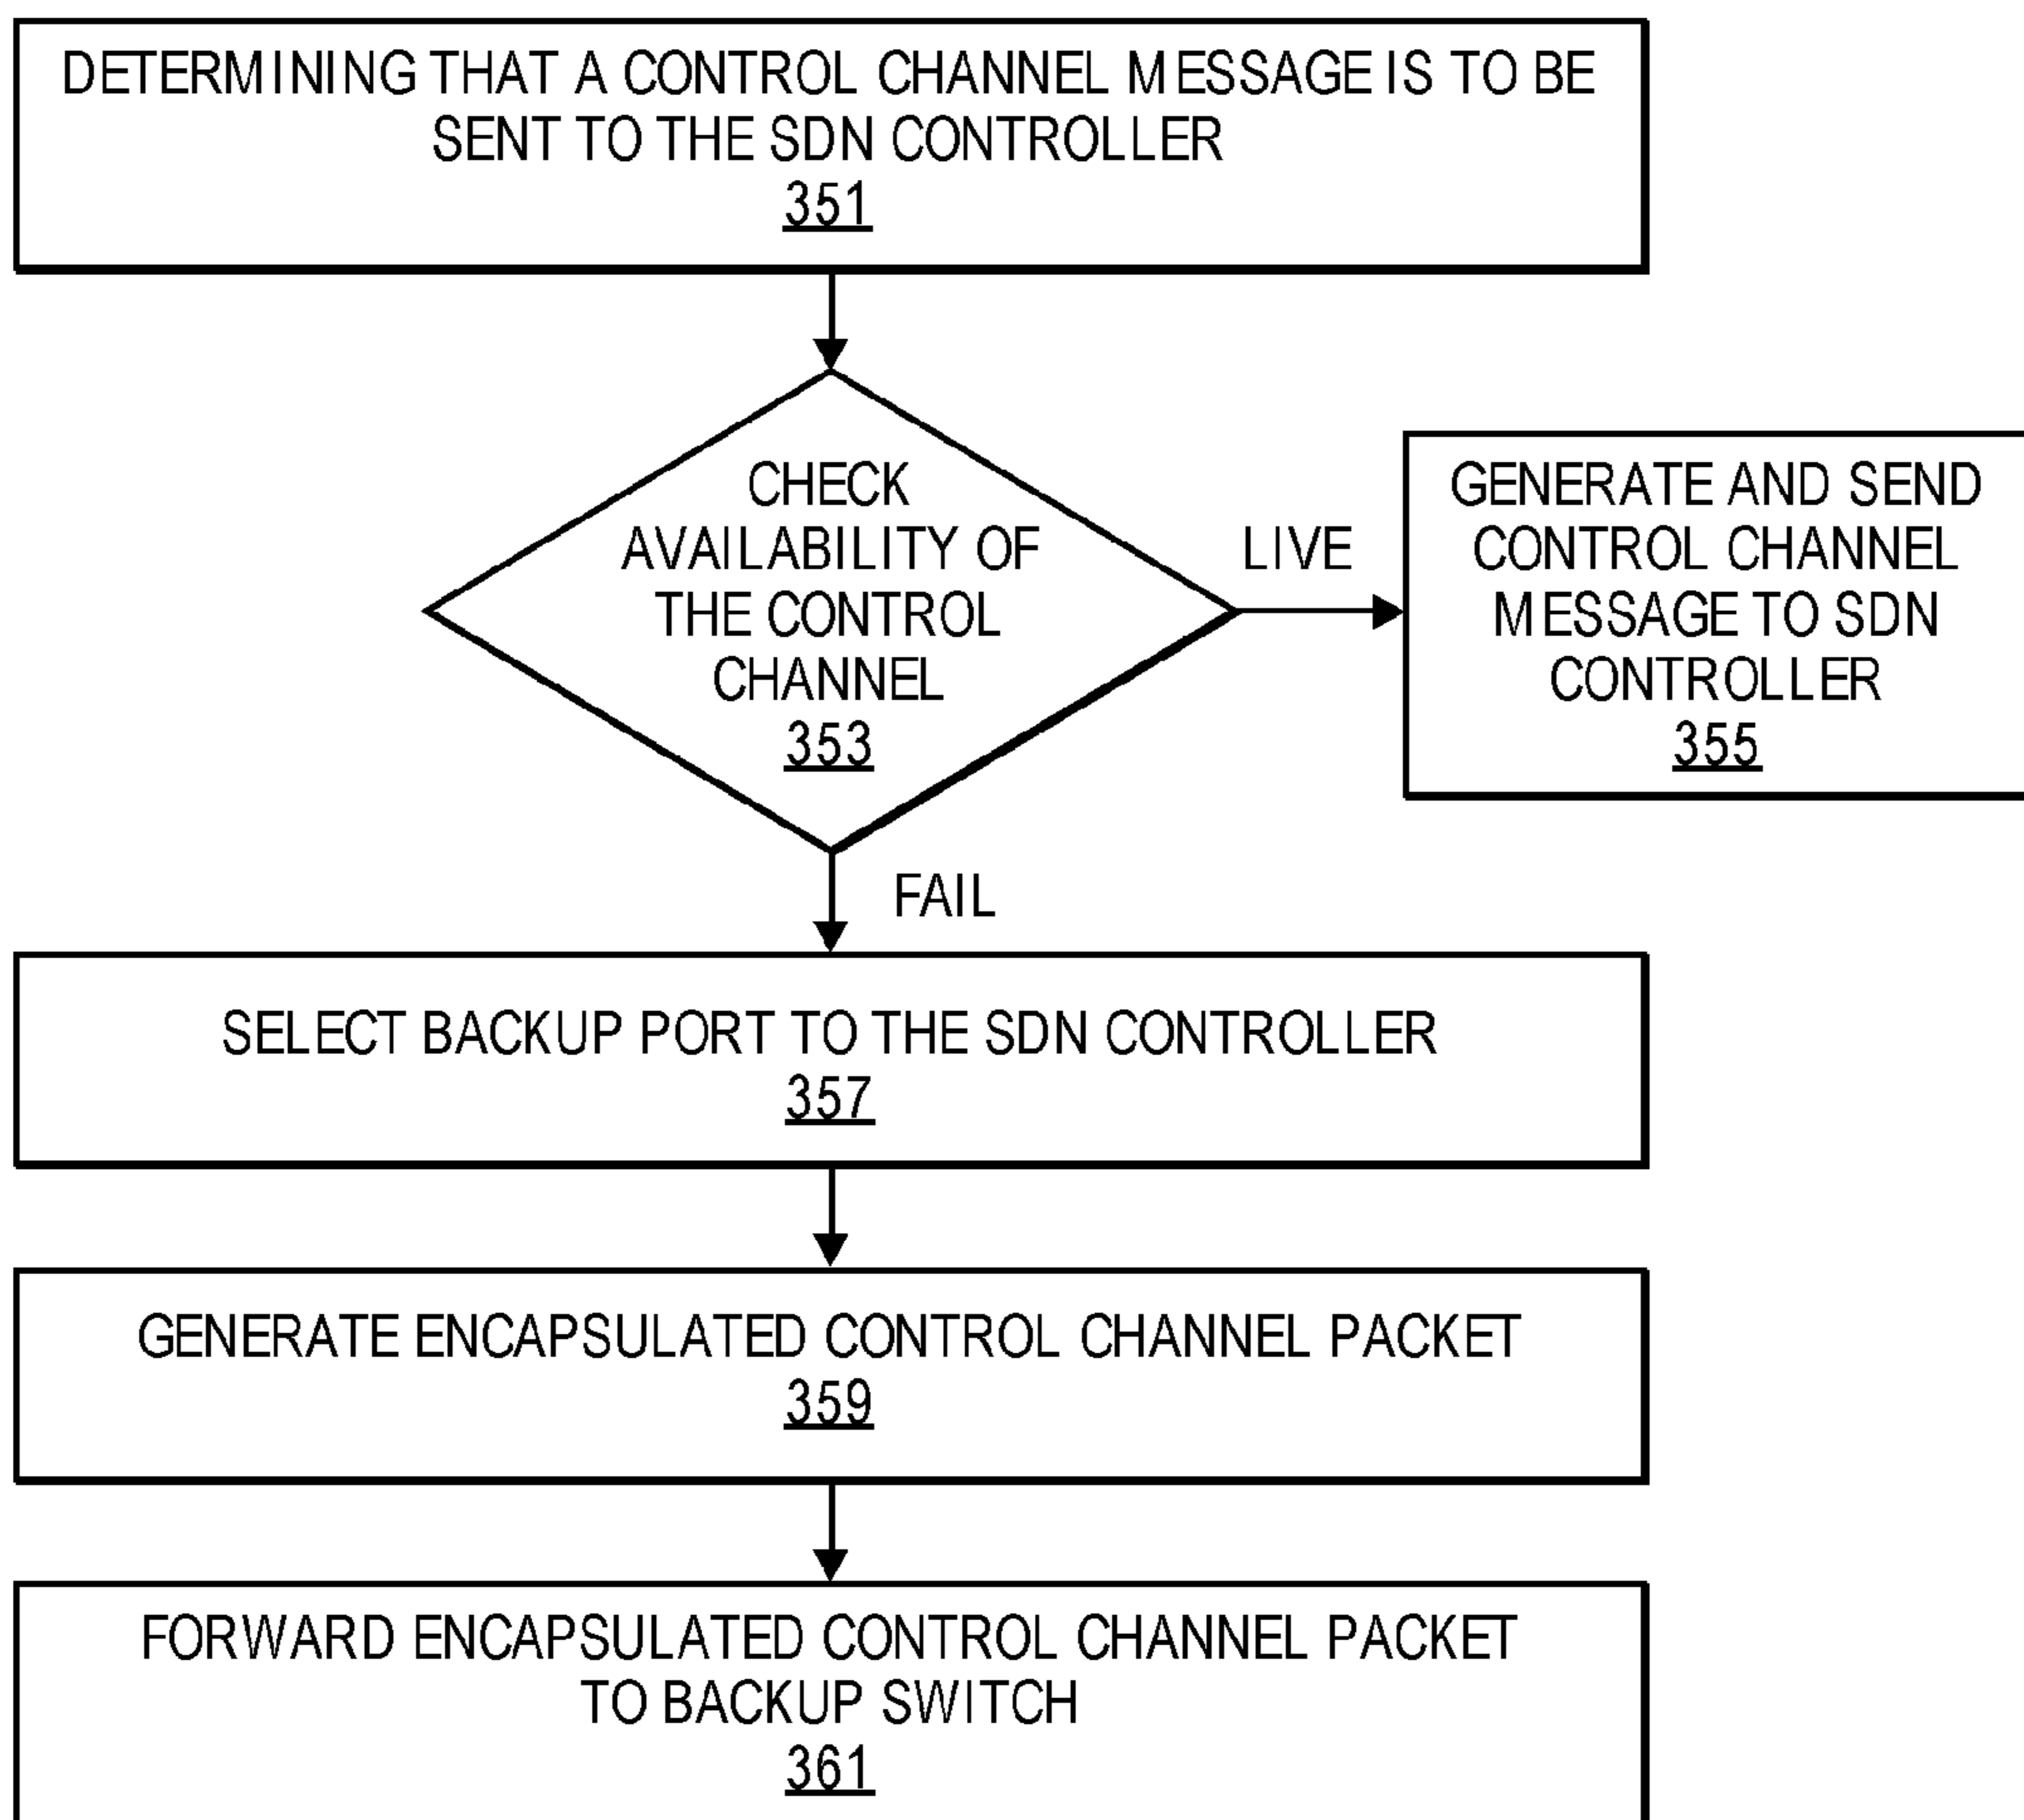 DETERMINING THAT A CONTROL CHANNEL MESSAGE IS TO BE
SENT TO THE SDN CONTROLLER
351
CHECK
AVAILABILITY OF
THE CONTROL
CHANNEL
353
LIVE
GENERATE AND SEND
CONTROL CHANNEL
MESSAGE TO SDN
CONTROLLER
355
FAIL
SELECT BACKUP PORT TO THE SDN CONTROLLER
357
GENERATE ENCAPSULATED CONTROL CHANNEL PACKET
359
FORWARD ENCAPSULATED CONTROL CHANNEL PACKET
TO BACKUP SWITCH
361